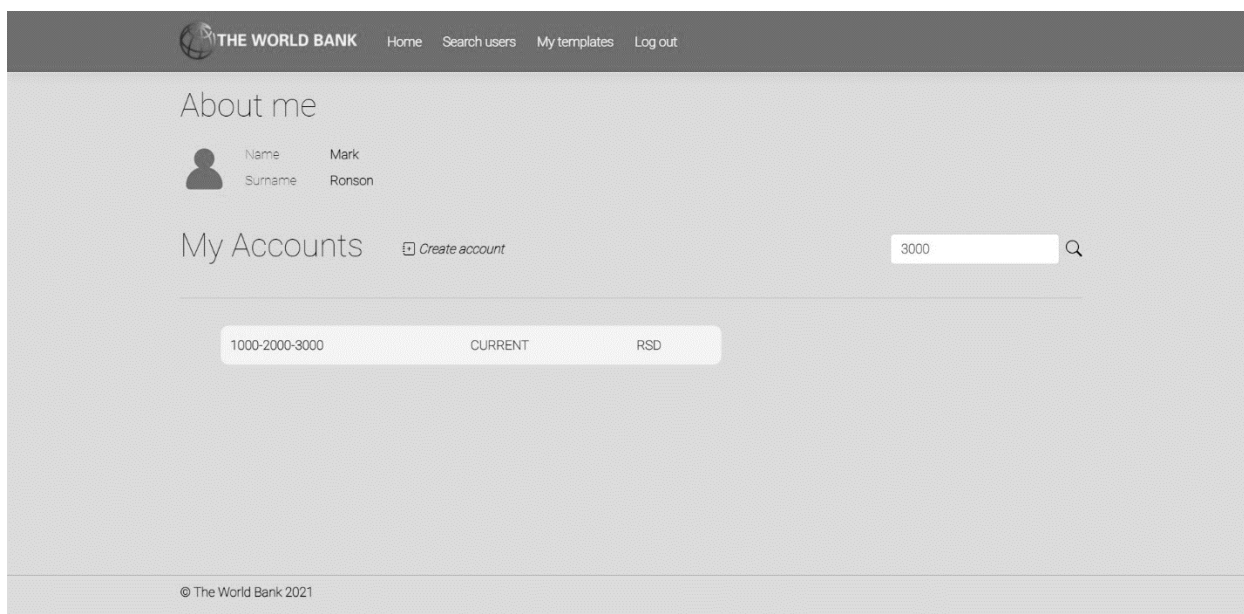 THE WORLD BANK Home Search users My templates Log out
About me
Name Mark
Surname Ronson
My Accounts Create account 3000
1000-2000-3000 CURRENT RSD
© The World Bank 2021